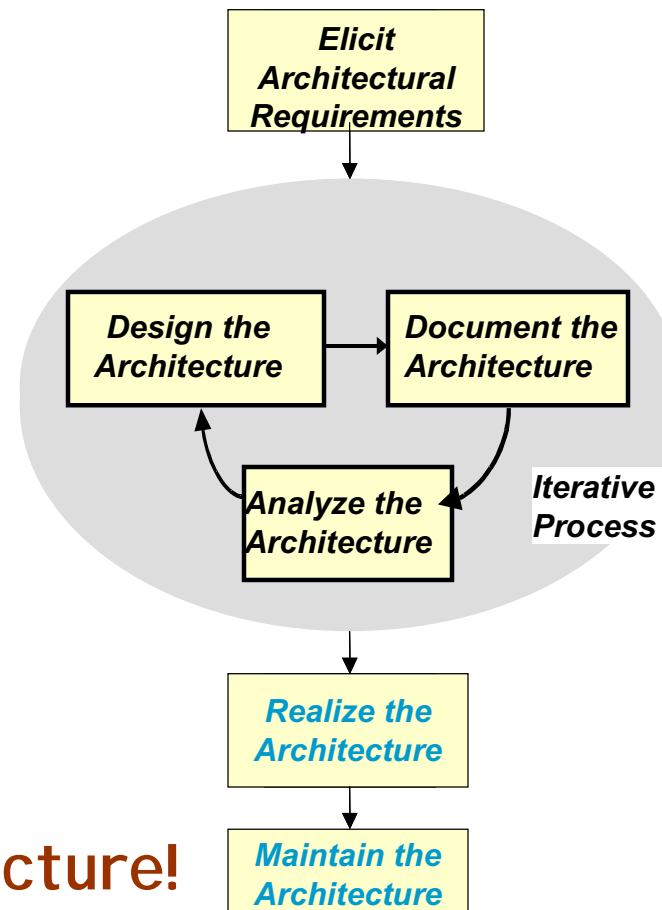 Elicit
Architectural
Requirements
Design the
Architecture
Document the
Architecture
Analyze the
Architecture
Iterative
Process
Realize the
Architecture
cture!
Maintain the
Architecture